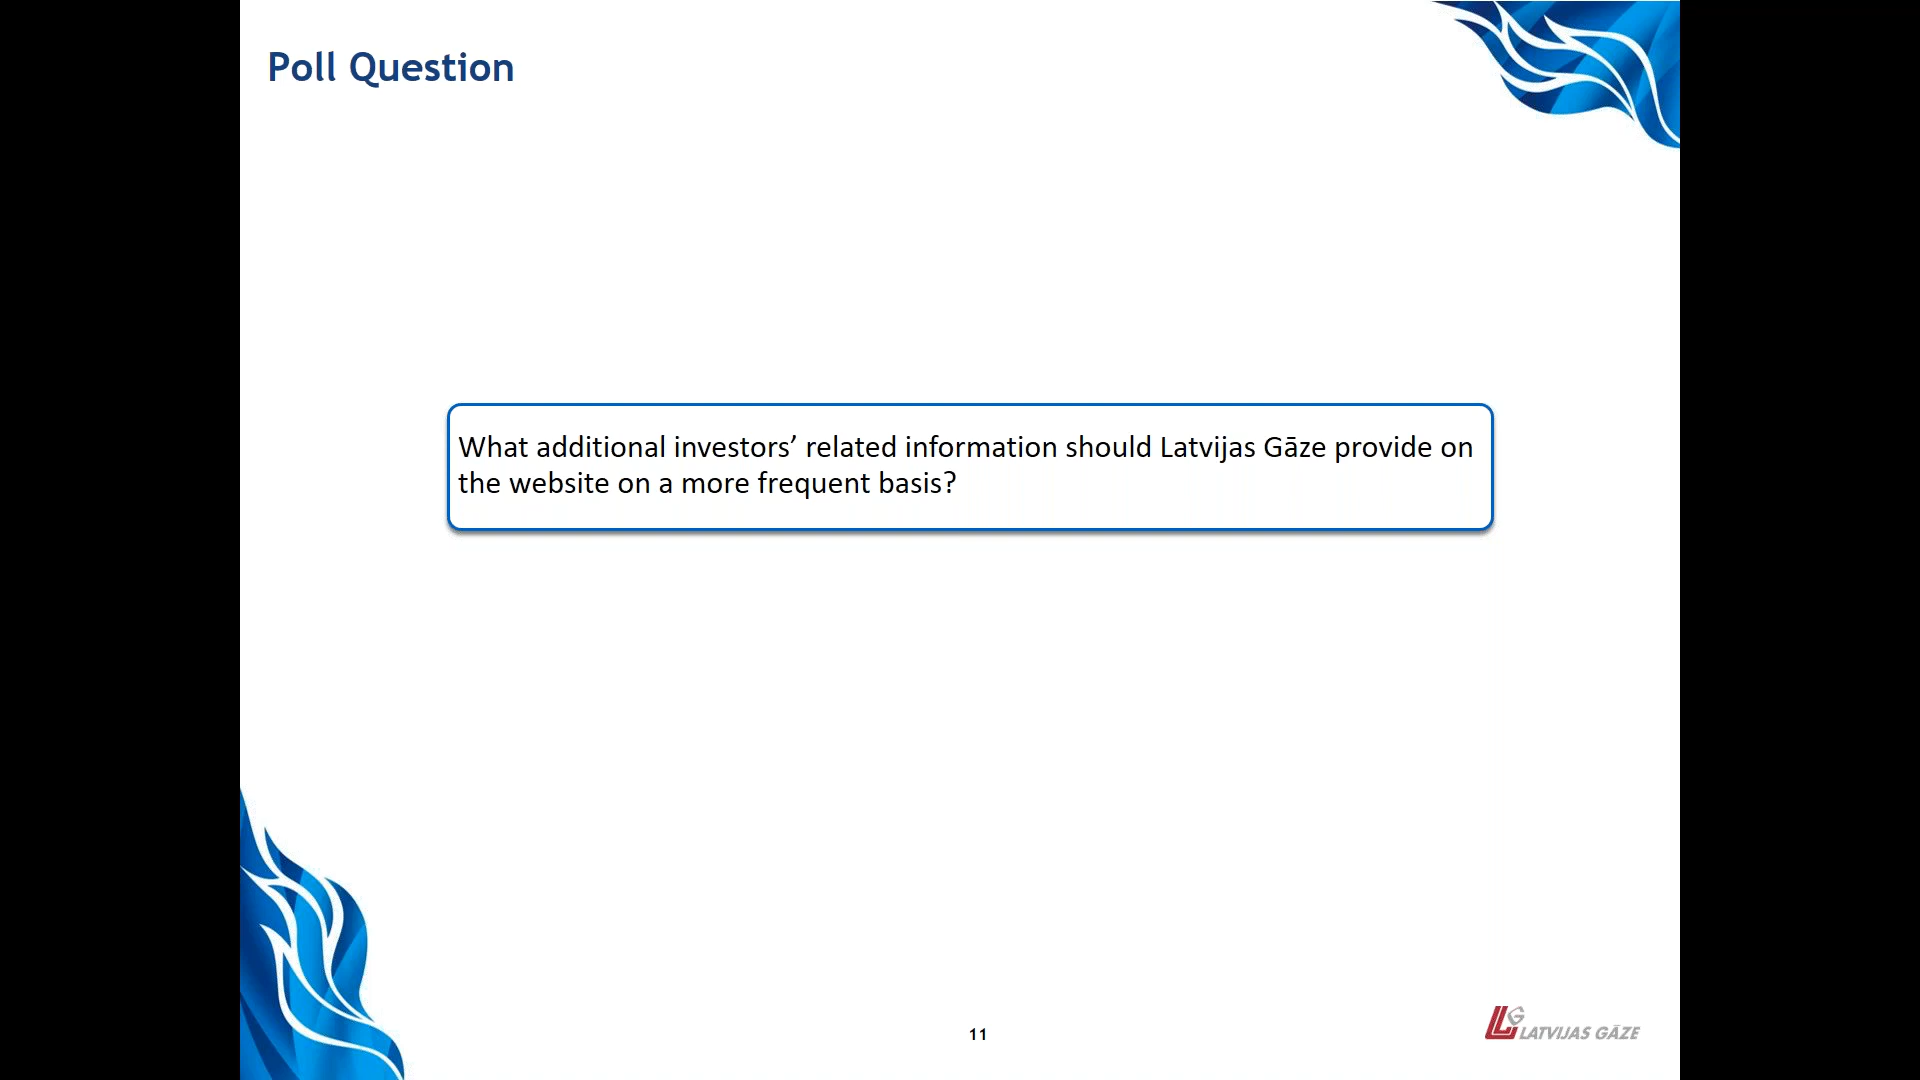 Poll Question
What additional investors’ related information should Latvijas Gāze provide on
the website on a more frequent basis?
11
LG LATVIJAS GĀZE